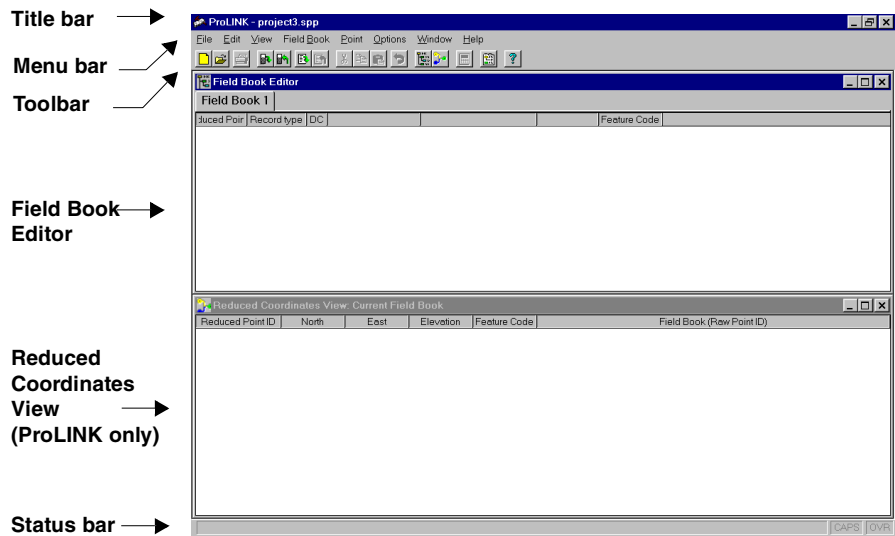 Title bar
ProLINK - project3.spp
Menu bar
File Edit View Field Book Point Options Window Help
Toolbar
Field Book Editor
Field Book 1
duced Poir Record type DC Feature Code
Field Book
Editor
Reduced Coordinates View; Current Field Book
Reduced Point ID North East Elevation Feature Code Field Book (Raw Point ID)
Reduced
Coordinates
View
(ProLINK only)
Status bar
CAPS OVR